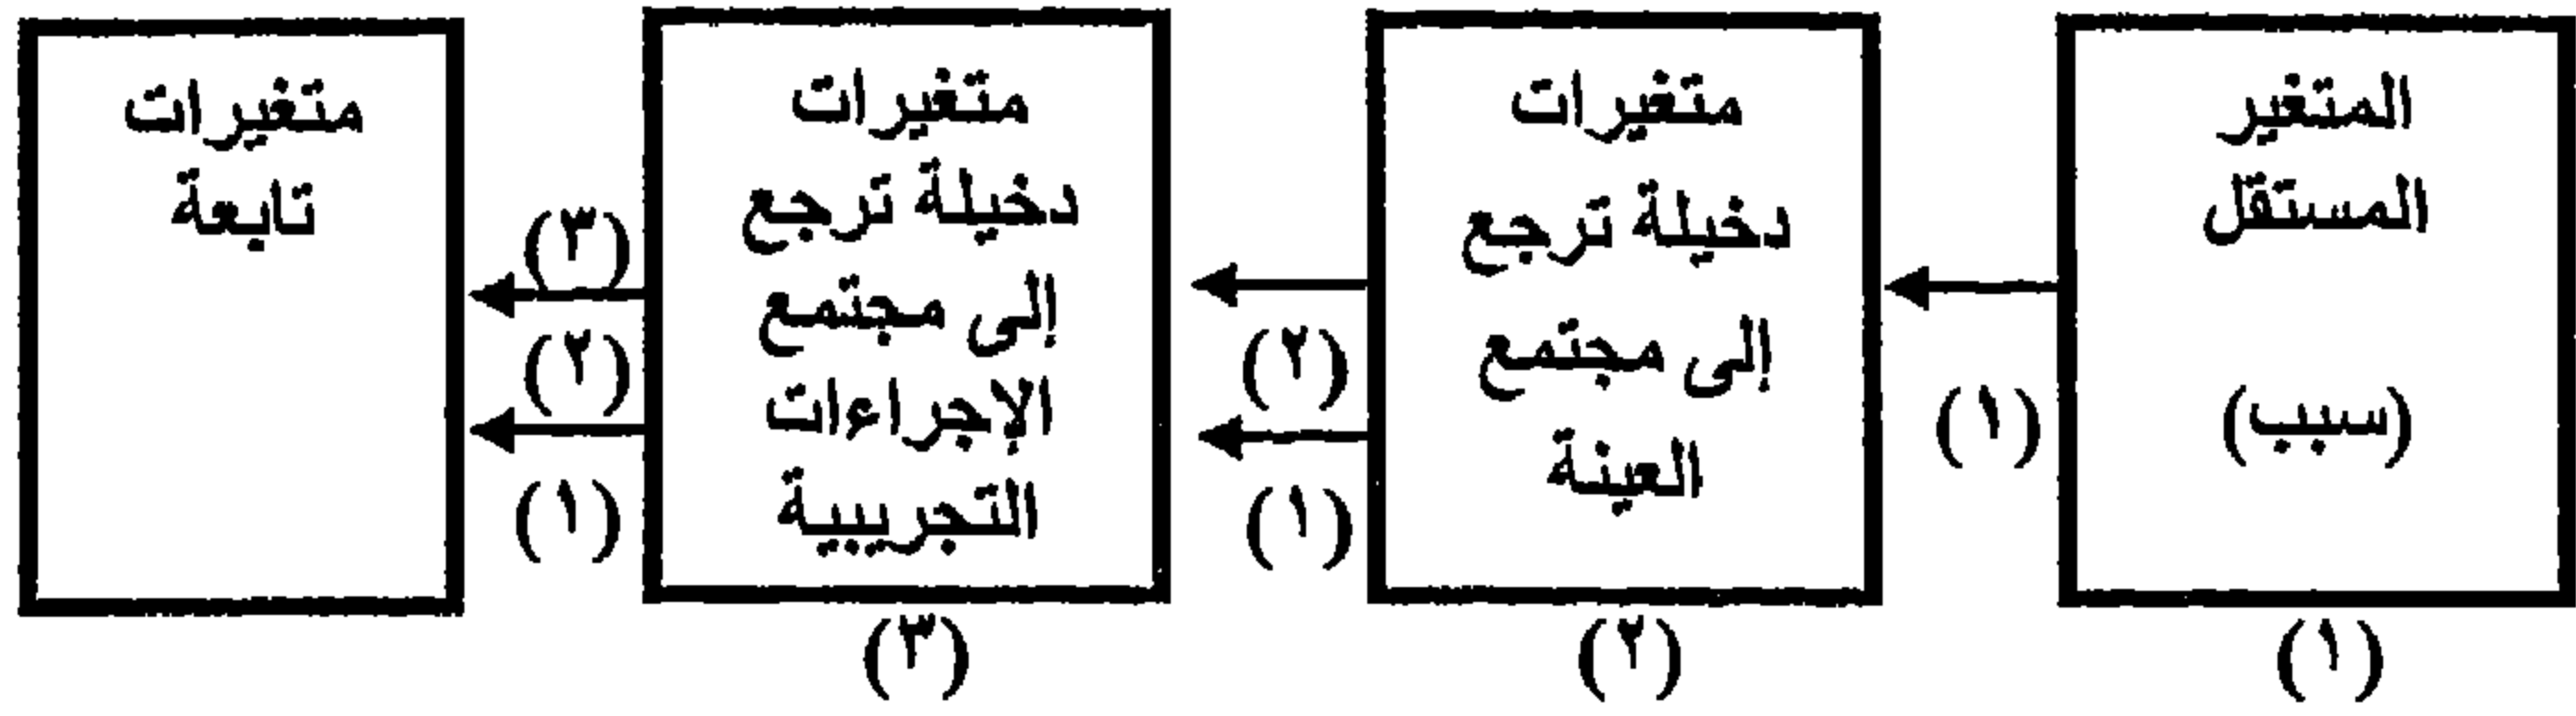 المتغير
المستقل
(سبب)
(١)
(١)
متغيرات
دخيلة ترجع
إلى مجتمع
العينة
(٢)
(٢)
(١)
متغيرات
دخيلة ترجع
إلى مجتمع
الإجراءات
التجريبية
(٣)
(٣)
(٢)
(١)
متغيرات
تابعة